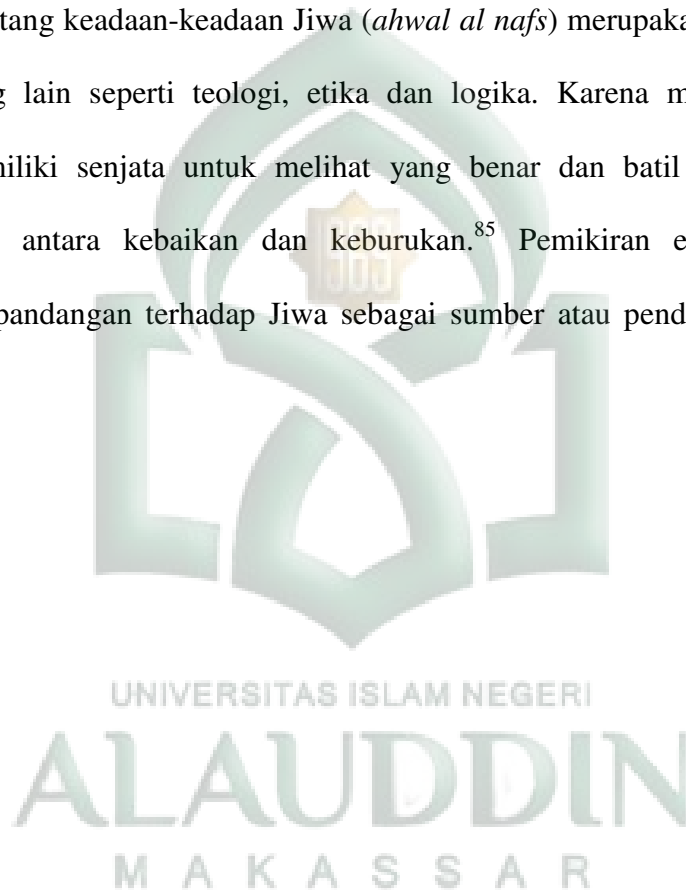 tang keadaan-keadaan Jiwa (ahwal al nafs) merupaka
g lain seperti teologi, etika dan logika. Karena m
iliki senjata untuk melihat yang benar dan batil
antara kebaikan dan keburukan.85 Pemikiran e
pandangan terhadap Jiwa sebagai sumber atau pend
UNIVERSITAS ISLAM NEGERI
ALAUDDIN
MAKASSAR